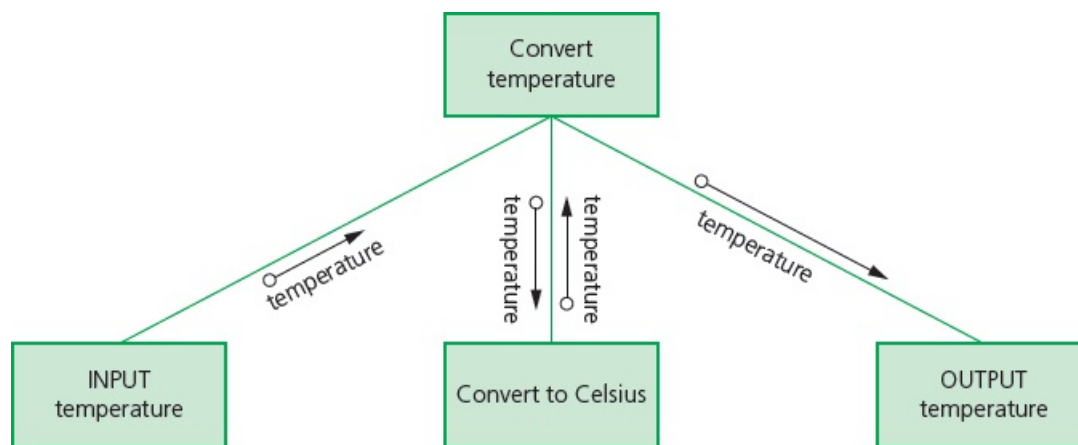 Convert
temperature
temperature
temperature
temperature
temperature
INPUT
temperature
Convert to Celsius
OUTPUT
temperature